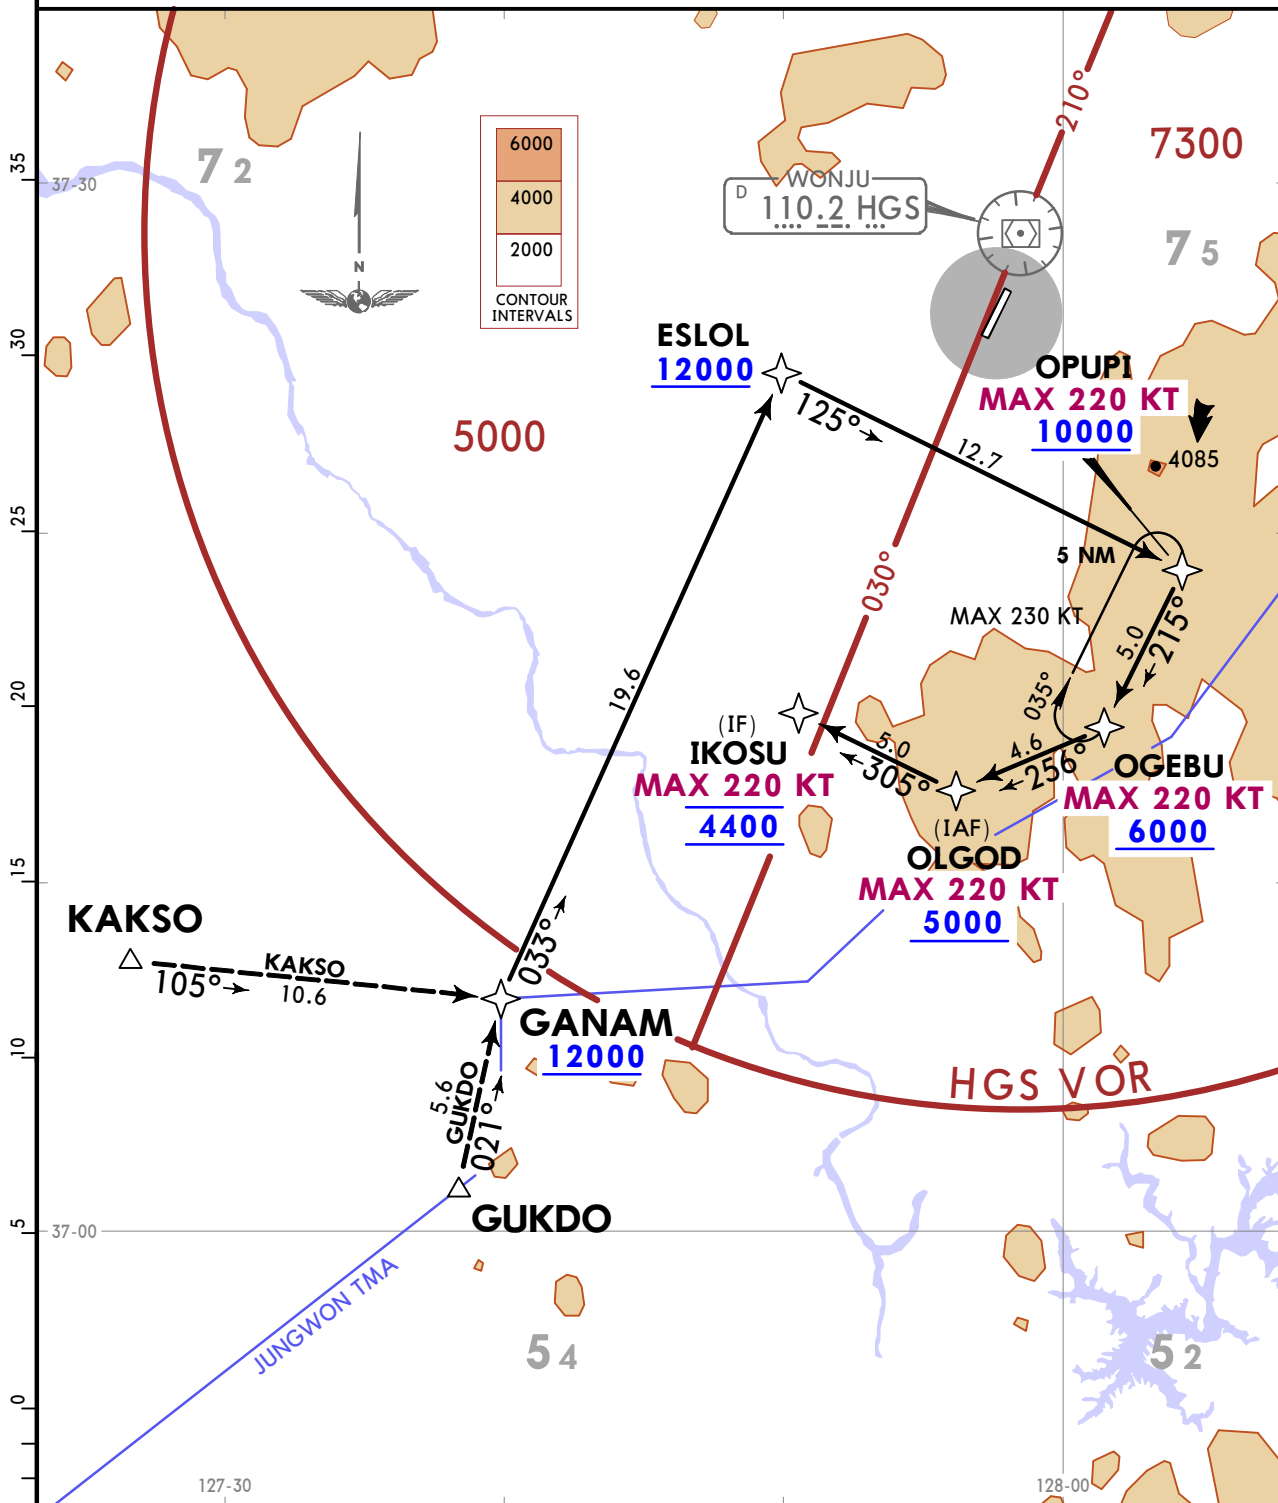 210°
7300
6000
4000
2000
CONTOUR
INTERVALS
35
37-30
7 2
N
D
WONJU
110.2 HGS
7 5
30
ESLOL
12000
5000
125°
12.7
OPUPI
MAX 220 KT
10000
4085
25
5 NM
030°
MAX 230 KT
5.0
215°
035°
20
19.6
(IF)
IKOSU
MAX 220 KT
4400
5.0
305°
4.6
256°
OGEBU
MAX 220 KT
6000
(IAF)
OLGOD
MAX 220 KT
5000
15
KAKSO
105°
KAKSO
10.6
033°
GANAM
12000
10
5.6
GUKDO
021°
HGS VOR
5
37-00
GUKDO
JUNGWON TMA
5 4
5 2
0
127-30
128-00